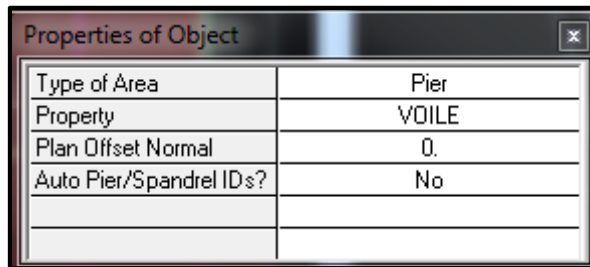 Properties of Object x
Type of Area Pier
Property VOILE
Plan Offset Normal 0.
Auto Pier/Spandrel IDs? No